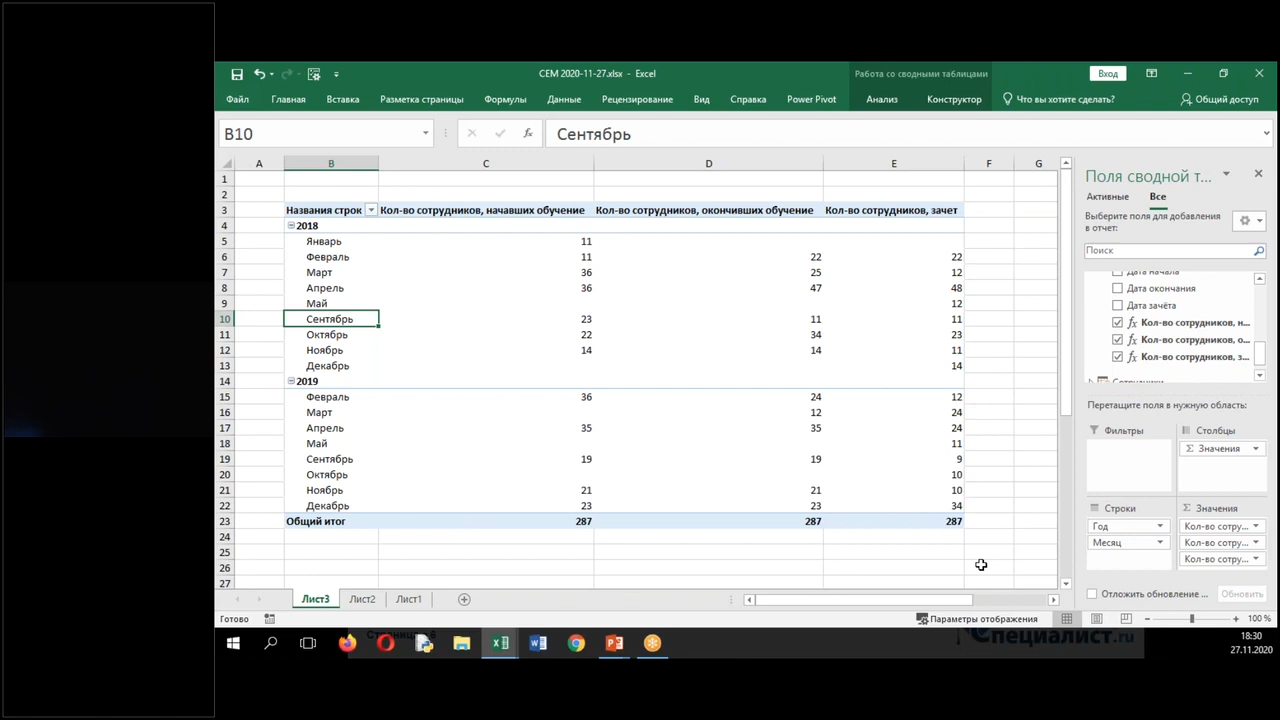 CEM 2020-11-27.xlsx - Excel
Работа со сводными таблицами
Вход
Файл Главная Вставка Разметка страницы Формулы Данные Рецензирование Вид Справка Power Pivot Анализ Конструктор Что вы хотите сделать? Общий доступ
B10 fx Сентябрь
A B C D E F G
1
2
3 Названия строк Кол-во сотрудников, начавших обучение Кол-во сотрудников, окончивших обучение Кол-во сотрудников, зачет
4 2018
5 Январь 11
6 Февраль 11 22 22
7 Март 36 25 12
8 Апрель 36 47 48
9 Май 12
10 Сентябрь 23 11 11
11 Октябрь 22 34 23
12 Ноябрь 14 14 11
13 Декабрь 14
14 2019
15 Февраль 36 24 12
16 Март 12 24
17 Апрель 35 35 24
18 Май 11
19 Сентябрь 19 19 9
20 Октябрь 10
21 Ноябрь 21 21 10
22 Декабрь 23 23 34
23 Общий итог 287 287 287
24
25
26
27
Поля сводной т...
Активные Все
Выберите поля для добавления
в отчет:
Поиск
Дата начала
Дата окончания
Дата зачёта
fx Кол-во сотрудников, н...
fx Кол-во сотрудников, о...
fx Кол-во сотрудников, з...
Сотрудники
Перетащите поля в нужную область:
Фильтры Столбцы
Σ Значения
Строки Σ Значения
Год Кол-во сотру...
Месяц Кол-во сотру...
Кол-во сотру...
Отложить обновление ... Обновить
Лист3 Лист2 Лист1
Готово Параметры отображения 100 %
Специалист.ru
18:30
27.11.2020